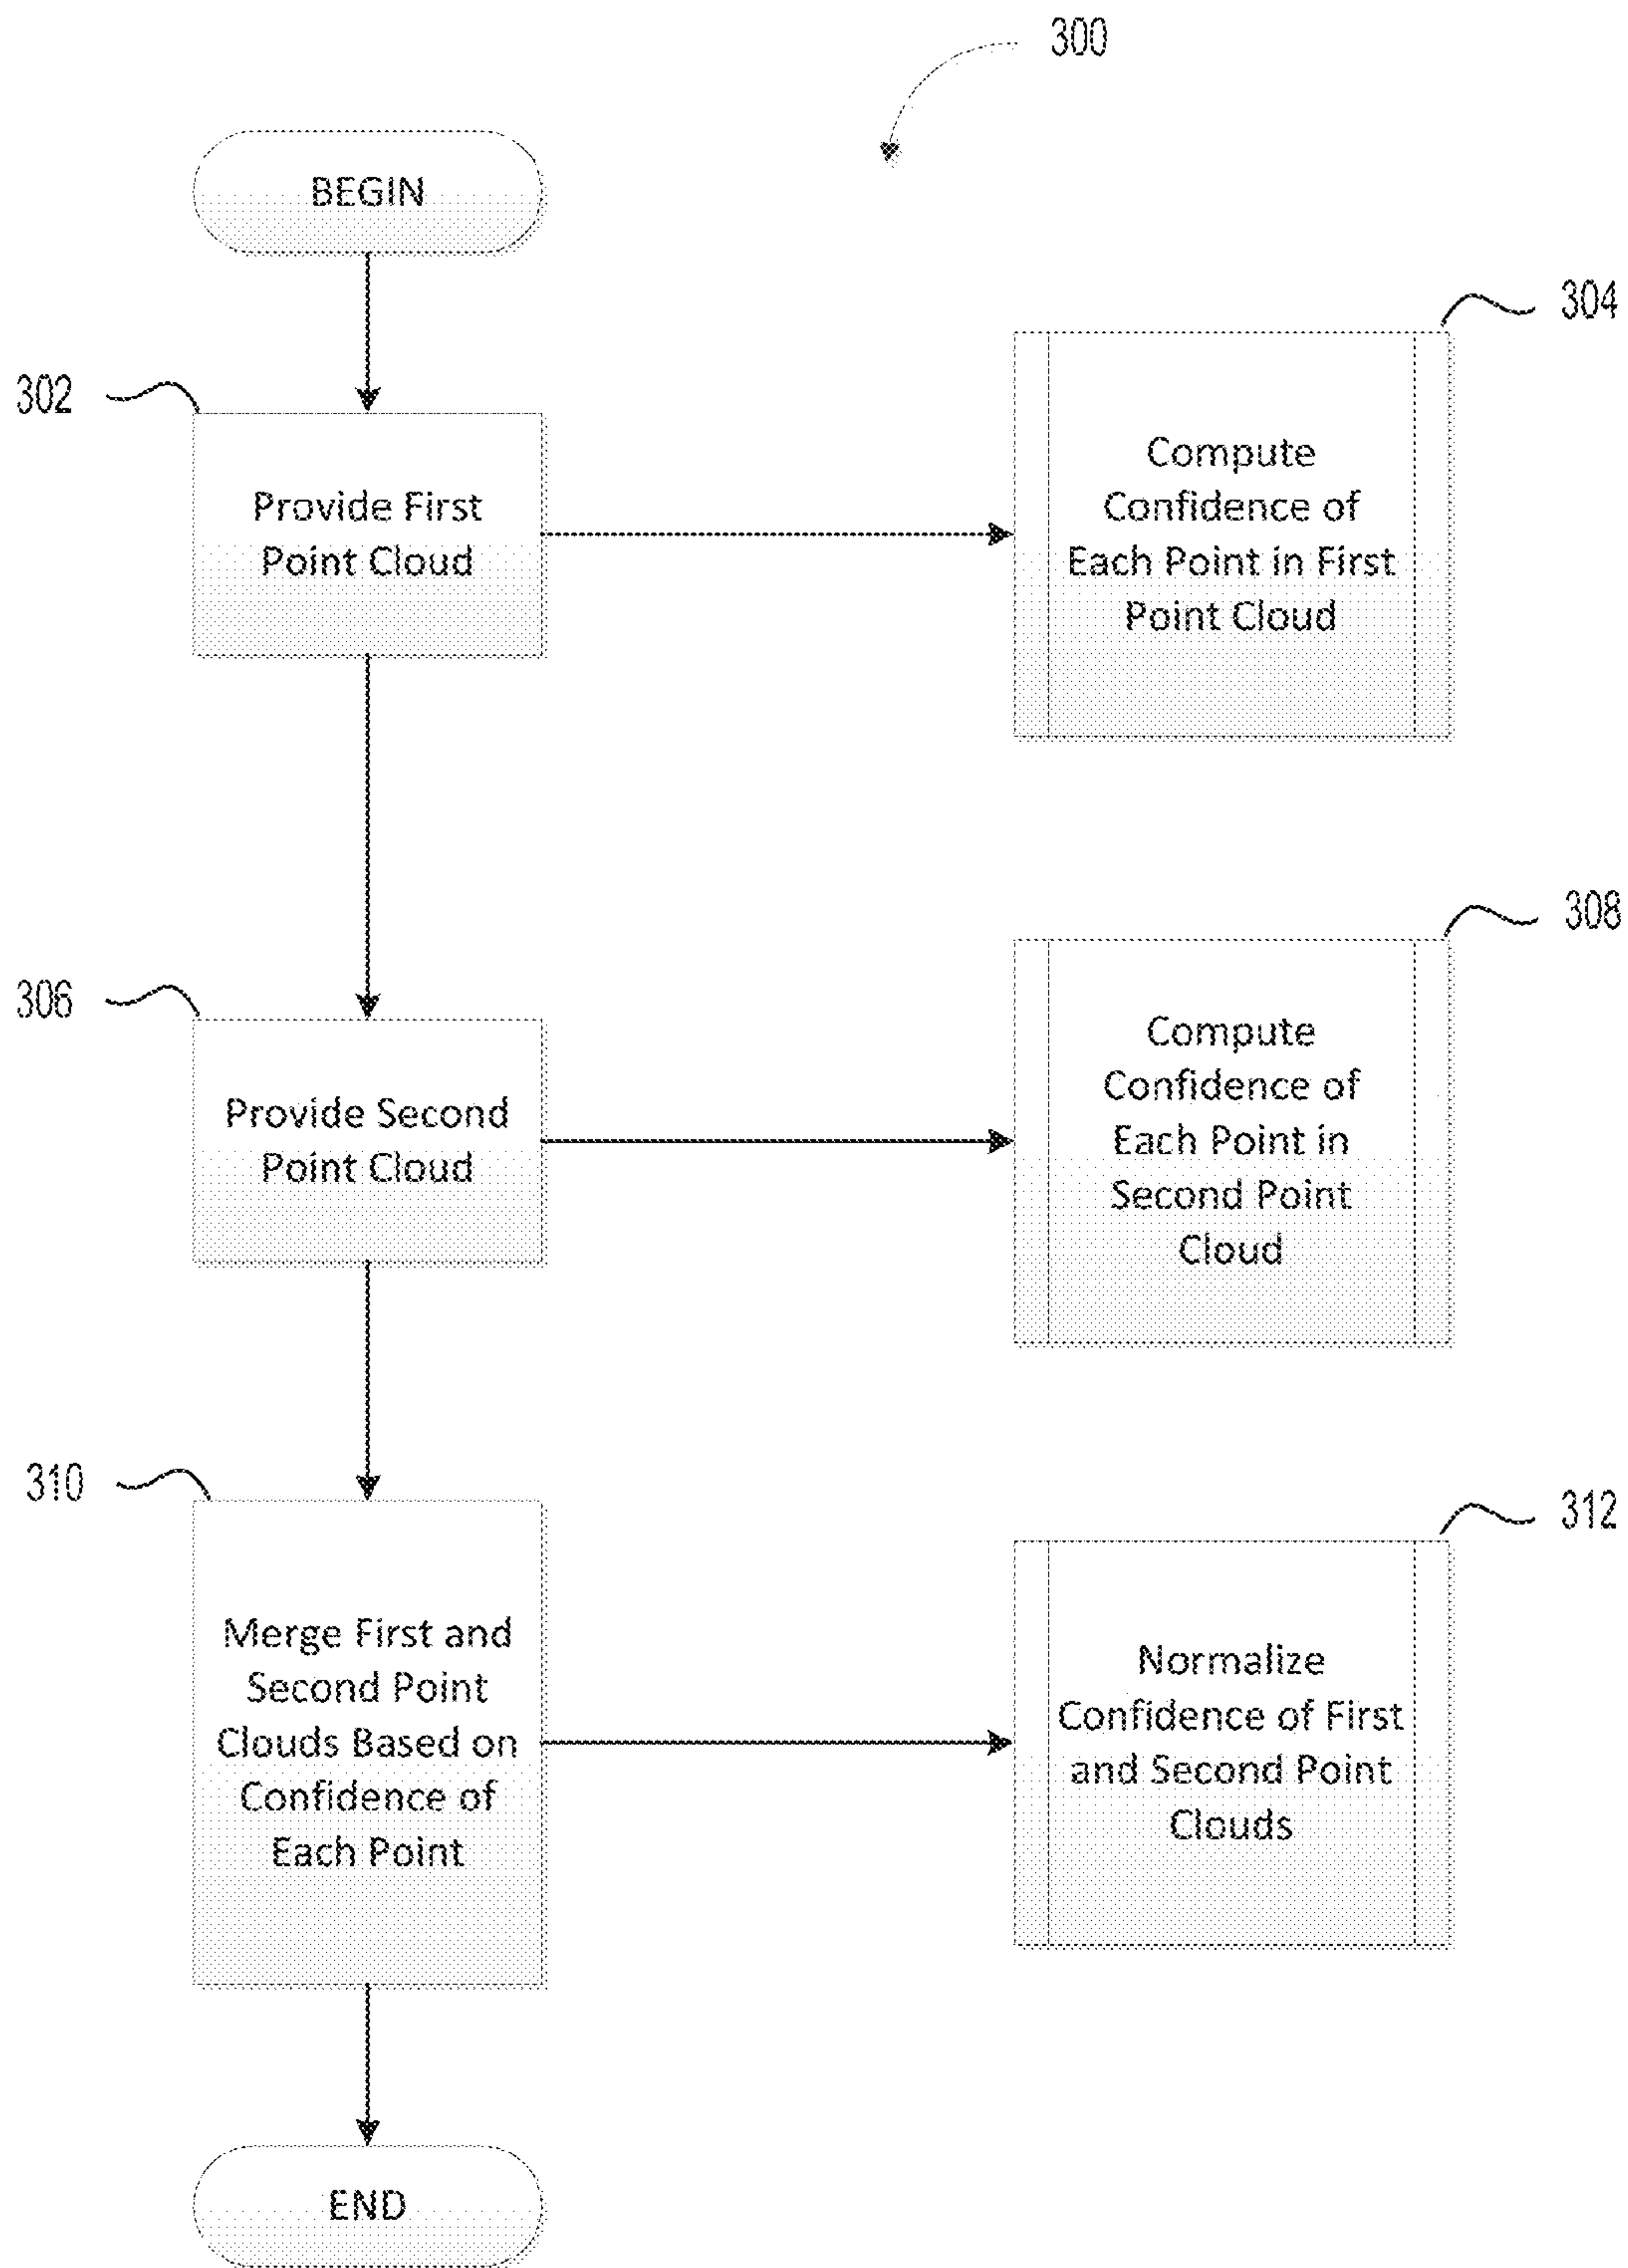 300
BEGIN
304
302
Provide First
Point Cloud
Compute
Confidence of
Each Point in First
Point Cloud
308
306
Provide Second
Point Cloud
Compute
Confidence of
Each Point in
Second Point
Cloud
310
Merge First and
Second Point
Clouds Based on
Confidence of
Each Point
312
Normalize
Confidence of First
and Second Point
Clouds
END